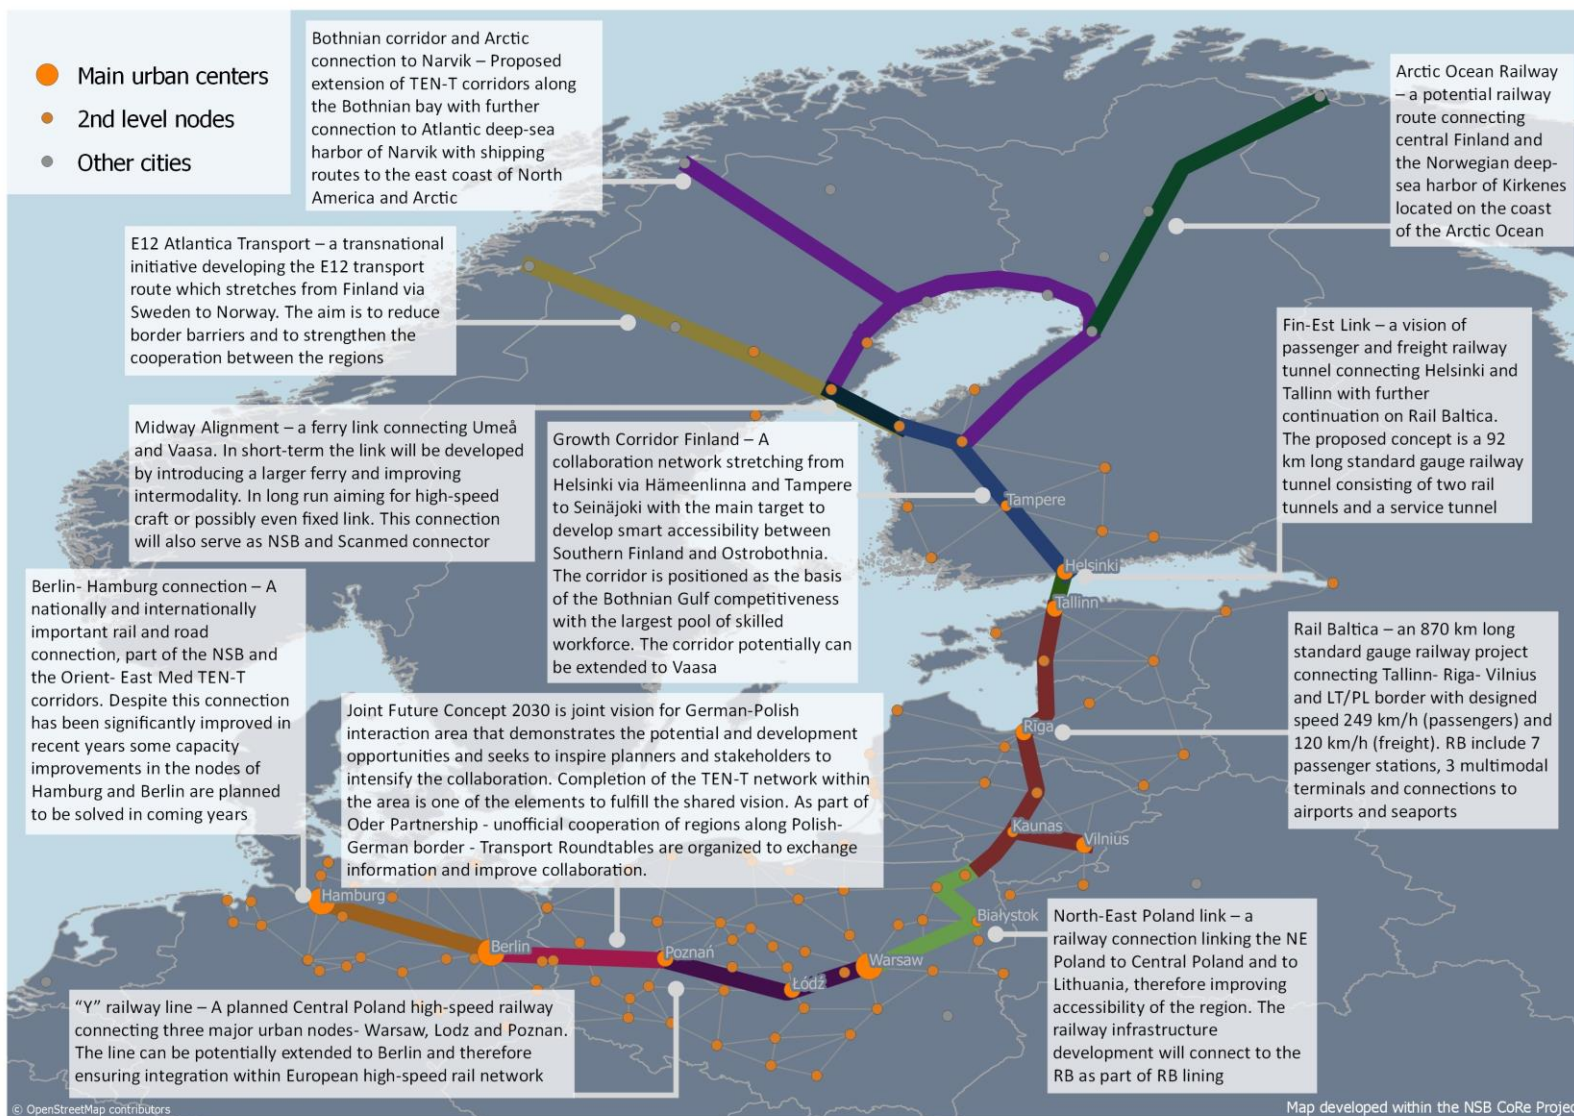 Main urban centers
2nd level nodes
Other cities
Bothnian corridor and Arctic
connection to Narvik – Proposed
extension of TEN-T corridors along
the Bothnian bay with further
connection to Atlantic deep-sea
harbor of Narvik with shipping
routes to the east coast of North
America and Arctic
Arctic Ocean Railway
– a potential railway
route connecting
central Finland and
the Norwegian deep-
sea harbor of Kirkenes
located on the coast
of the Arctic Ocean
E12 Atlantica Transport – a transnational
initiative developing the E12 transport
route which stretches from Finland via
Sweden to Norway. The aim is to reduce
border barriers and to strengthen the
cooperation between the regions
Fin-Est Link – a vision of
passenger and freight railway
tunnel connecting Helsinki and
Tallinn with further
continuation on Rail Baltica.
The proposed concept is a 92
km long standard gauge railway
tunnel consisting of two rail
tunnels and a service tunnel
Midway Alignment – a ferry link connecting Umeå
and Vaasa. In short-term the link will be developed
by introducing a larger ferry and improving
intermodality. In long run aiming for high-speed
craft or possibly even fixed link. This connection
will also serve as NSB and Scanmed connector
Growth Corridor Finland – A
collaboration network stretching from
Helsinki via Hämeenlinna and Tampere
to Seinäjoki with the main target to
develop smart accessibility between
Southern Finland and Ostrobothnia.
The corridor is positioned as the basis
of the Bothnian Gulf competitiveness
with the largest pool of skilled
workforce. The corridor potentially can
be extended to Vaasa
Tampere
Helsinki
Tallinn
Berlin- Hamburg connection – A
nationally and internationally
important rail and road
connection, part of the NSB and
the Orient- East Med TEN-T
corridors. Despite this connection
has been significantly improved in
recent years some capacity
improvements in the nodes of
Hamburg and Berlin are planned
to be solved in coming years
Rail Baltica – an 870 km long
standard gauge railway project
connecting Tallinn- Riga- Vilnius
and LT/PL border with designed
speed 249 km/h (passengers) and
120 km/h (freight). RB include 7
passenger stations, 3 multimodal
terminals and connections to
airports and seaports
Joint Future Concept 2030 is joint vision for German-Polish
interaction area that demonstrates the potential and development
opportunities and seeks to inspire planners and stakeholders to
intensify the collaboration. Completion of the TEN-T network within
the area is one of the elements to fulfill the shared vision. As part of
Oder Partnership - unofficial cooperation of regions along Polish-
German border - Transport Roundtables are organized to exchange
information and improve collaboration.
Rīga
Kaunas
Vilnius
Hamburg
Berlin
Poznań
Łódź
Warsaw
Białystok
North-East Poland link – a
railway connection linking the NE
Poland to Central Poland and to
Lithuania, therefore improving
accessibility of the region. The
railway infrastructure
development will connect to the
RB as part of RB lining
“Y” railway line – A planned Central Poland high-speed railway
connecting three major urban nodes- Warsaw, Lodz and Poznan.
The line can be potentially extended to Berlin and therefore
ensuring integration within European high-speed rail network
© OpenStreetMap contributors
Map developed within the NSB CoRe Project